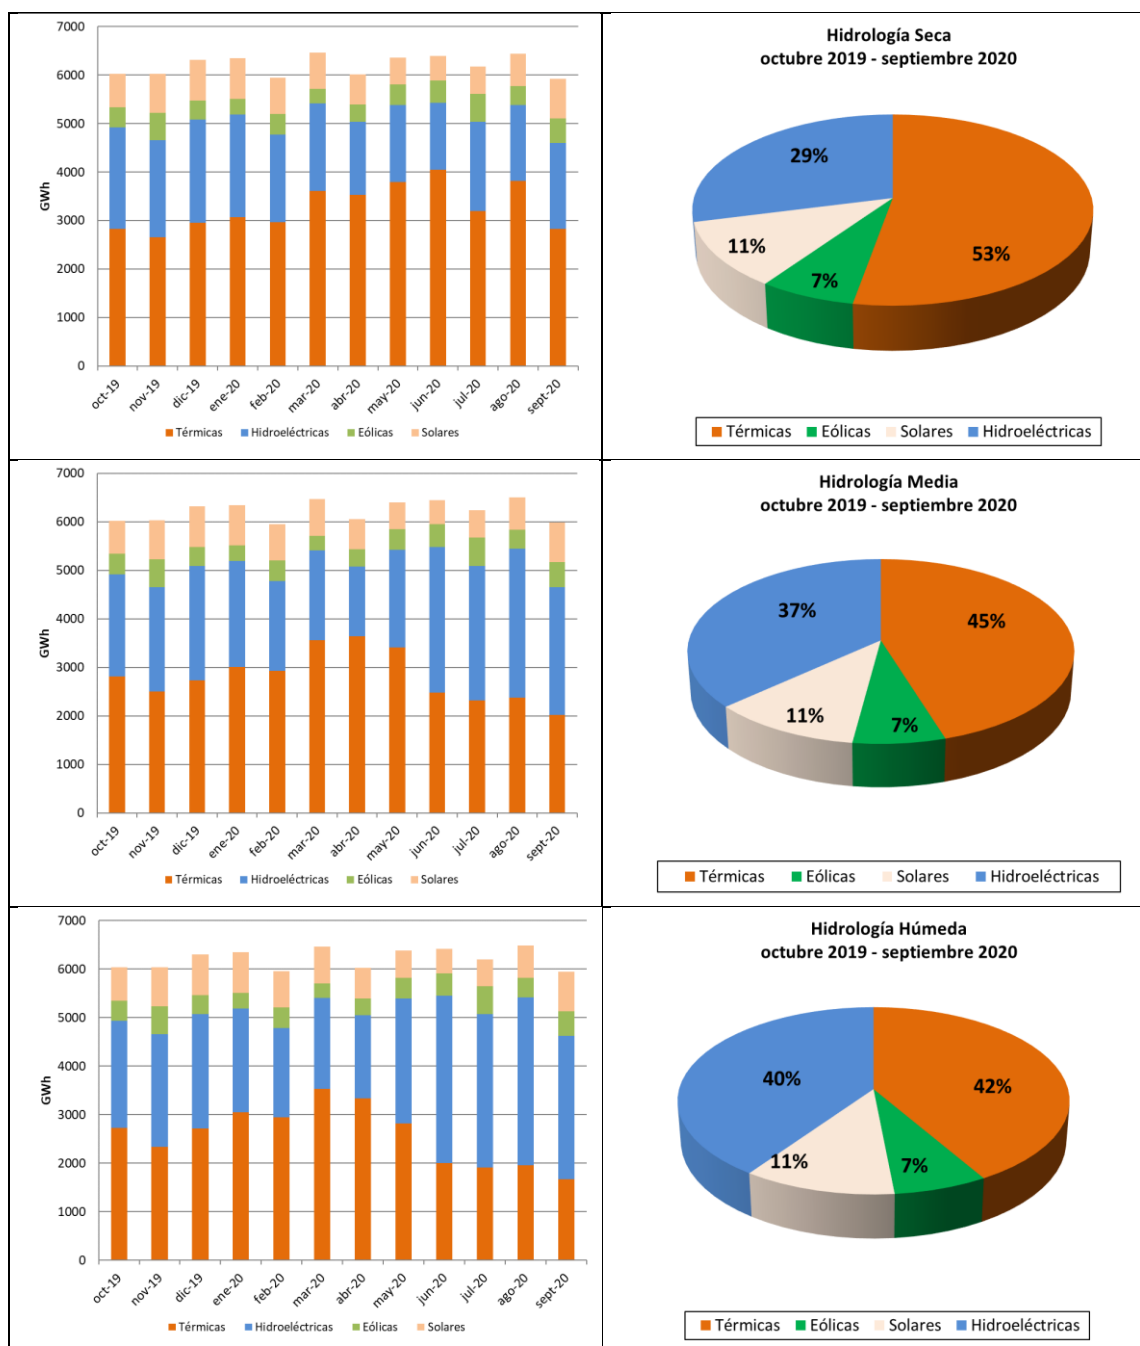 7000
6000
5000
4000
3000
2000
1000
0
GWh
oct-19 nov-19 dic-19 ene-20 feb-20 mar-20 abr-20 may-20 jun-20 jul-20 ago-20 sept-20
Térmicas Hidroeléctricas Eólicas Solares
Hidrología Seca
octubre 2019 - septiembre 2020
29%
11%
7%
53%
Térmicas Eólicas Solares Hidroeléctricas
7000
6000
5000
4000
3000
2000
1000
0
GWh
oct-19 nov-19 dic-19 ene-20 feb-20 mar-20 abr-20 may-20 jun-20 jul-20 ago-20 sept-20
Térmicas Hidroeléctricas Eólicas Solares
Hidrología Media
octubre 2019 - septiembre 2020
37%
45%
11%
7%
Térmicas Eólicas Solares Hidroeléctricas
7000
6000
5000
4000
3000
2000
1000
0
GWh
oct-19 nov-19 dic-19 ene-20 feb-20 mar-20 abr-20 may-20 jun-20 jul-20 ago-20 sept-20
Térmicas Hidroeléctricas Eólicas Solares
Hidrología Húmeda
octubre 2019 - septiembre 2020
40%
42%
11%
7%
Térmicas Eólicas Solares Hidroeléctricas